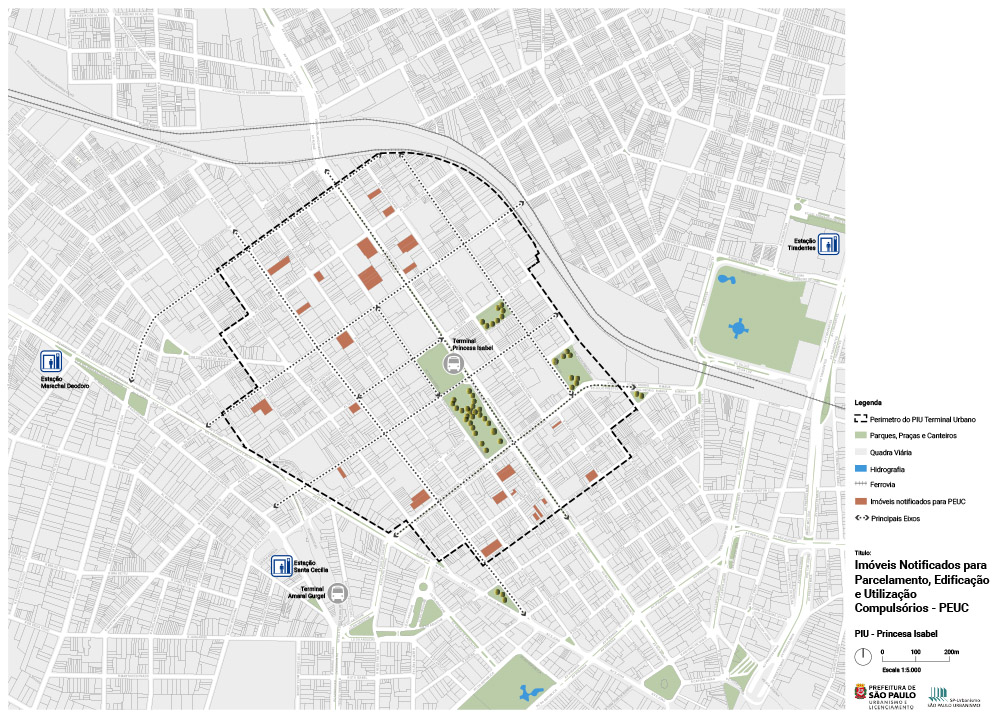 Estação
Tiradentes
Terminal
Princesa Isabel
Estação
Marechal Deodoro
Estação
Santa Cecília
Terminal
Amaral Gurgel
Legenda
Perímetro do PIU Terminal Urbano
Parques, Praças e Canteiros
Quadra Viária
Hidrografia
Ferrovia
Imóveis notificados para PEUC
Principais Eixos
Título:
Imóveis Notificados para
Parcelamento, Edificação
e Utilização
Compulsórios - PEUC
PIU - Princesa Isabel
0 100 200m
Escala 1:5.000
PREFEITURA DE
SÃO PAULO
URBANISMO E
LICENCIAMENTO
SP-Urbanismo
SÃO PAULO URBANISMO